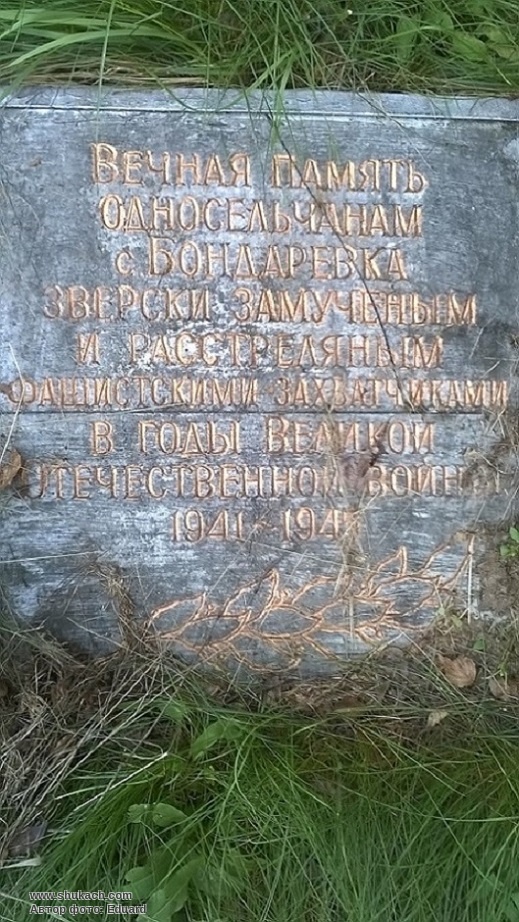 Вечная память
односельчанам
с Бондаревка
зверски замученым
и расстреляным
фашистскими захватчиками
в годы Великой
Отечественной войны
1941-194
www.shukach.com
Автор фото: Eduard